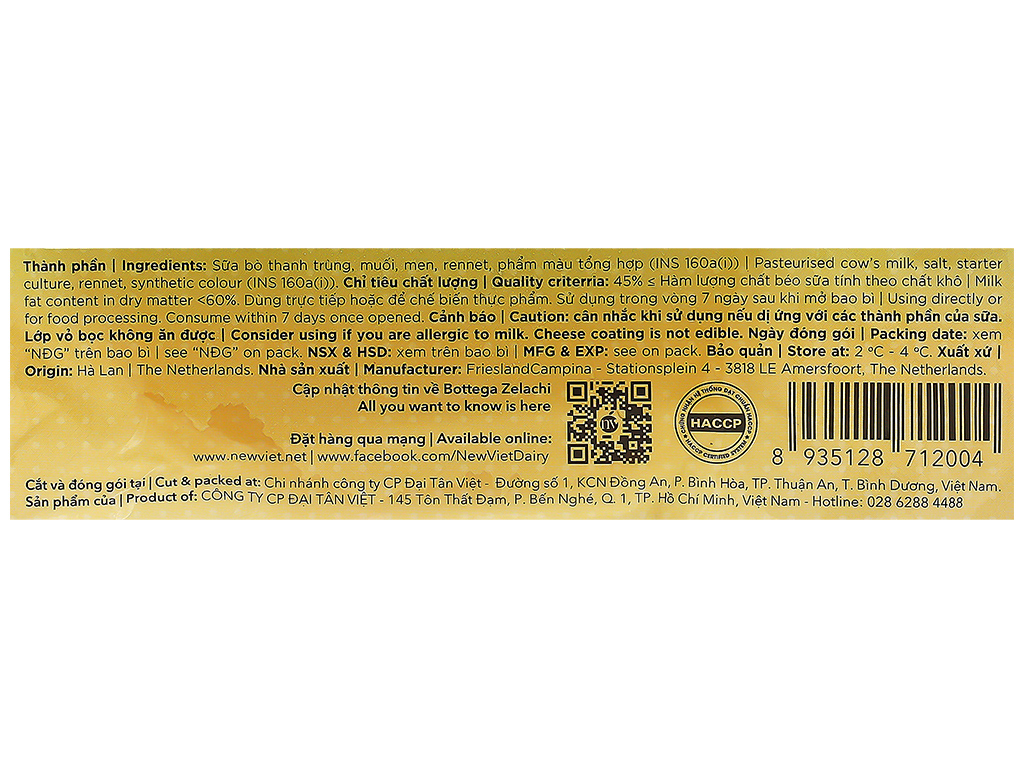 Thành phần | Ingredients: Sữa bò thanh trùng, muối, men, rennet, phẩm màu tổng hợp (INS 160a(i)) | Pasteurised cow's milk, salt, starter
culture, rennet, synthetic colour (INS 160a(i)). Chỉ tiêu chất lượng | Quality criterria: 45% ≤ Hàm lượng chất béo sữa tính theo chất khô | Milk
fat content in dry matter <60%. Dùng trực tiếp hoặc để chế biến thực phẩm. Sử dụng trong vòng 7 ngày sau khi mở bao bì | Using directly or
for food processing. Consume within 7 days once opened. Cảnh báo | Caution: cân nhắc khi sử dụng nếu dị ứng với các thành phần của sữa.
Lớp vỏ bọc không ăn được | Consider using if you are allergic to milk. Cheese coating is not edible. Ngày đóng gói | Packing date: xem
"NĐG" trên bao bì | see "NĐG" on pack. NSX & HSD: xem trên bao bì | MFG & EXP: see on pack. Bảo quản | Store at: 2 °C - 4 °C. Xuất xứ |
Origin: Hà Lan | The Netherlands. Nhà sản xuất | Manufacturer: FrieslandCampina - Stationsplein 4 - 3818 LE Amersfoort, The Netherlands.
Cập nhật thông tin về Bottega Zelachi
All you want to know is here
Đặt hàng qua mạng | Available online:
www.newviet.net | www.facebook.com/NewVietDairy
nv
CHỨNG NHẬN HỆ THỐNG ĐẠT CHUẨN HACCP
HACCP
HACCP CERTIFIED SYSTEM
8 935128 712004
Cắt và đóng gói tại | Cut & packed at: Chi nhánh công ty CP Đại Tân Việt - Đường số 1, KCN Đồng An, P. Bình Hòa, TP. Thuận An, T. Bình Dương, Việt Nam.
Sản phẩm của | Product of: CÔNG TY CP ĐẠI TÂN VIỆT - 145 Tôn Thất Đạm, P. Bến Nghé, Q. 1, TP. Hồ Chí Minh, Việt Nam - Hotline: 028 6288 4488